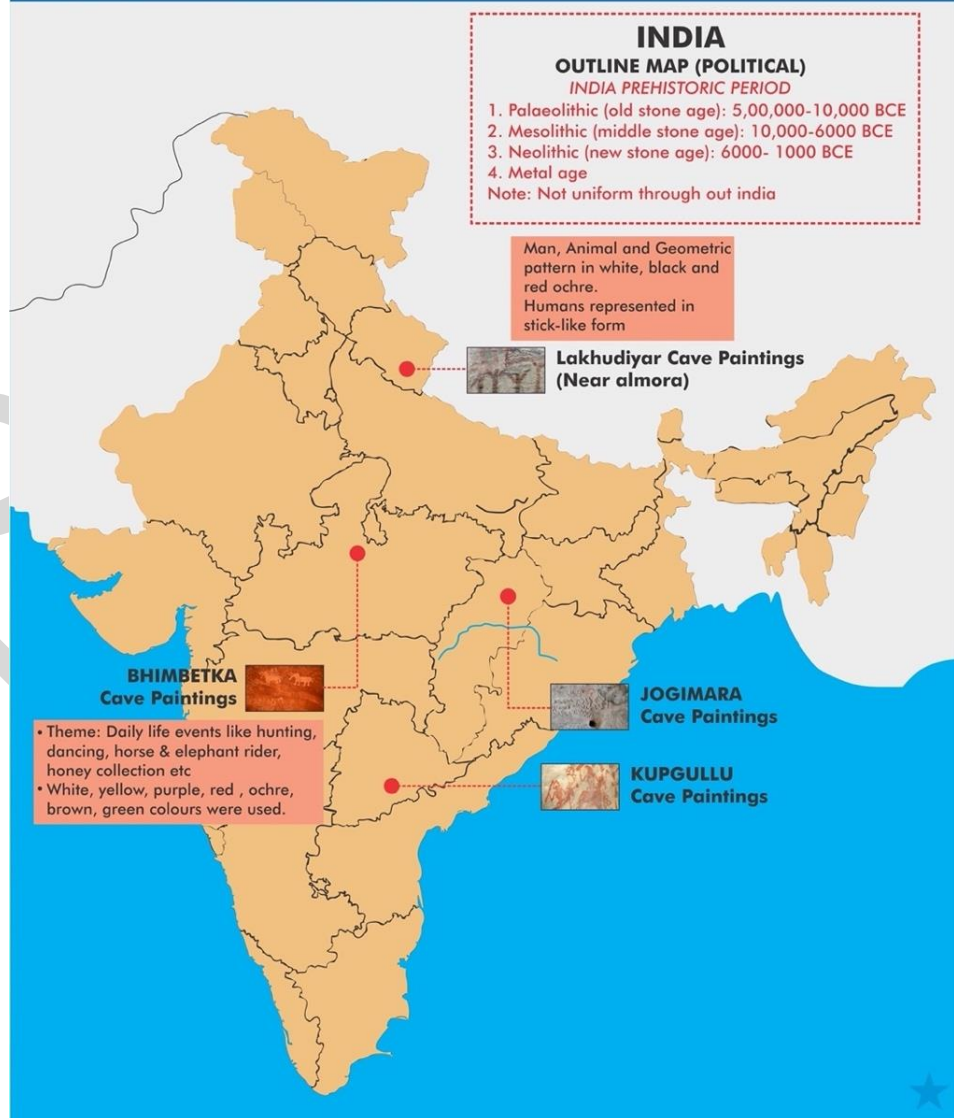 INDIA
OUTLINE MAP (POLITICAL)
INDIA PREHISTORIC PERIOD
1. Palaeolithic (old stone age): 5,00,000-10,000 BCE
2. Mesolithic (middle stone age): 10,000-6000 BCE
3. Neolithic (new stone age): 6000- 1000 BCE
4. Metal age
Note: Not uniform through out india
Man, Animal and Geometric
pattern in white, black and
red ochre.
Humans represented in
stick-like form
Lakhudiyar Cave Paintings
(Near almora)
BHIMBETKA
Cave Paintings
• Theme: Daily life events like hunting,
dancing, horse & elephant rider,
honey collection etc
• White, yellow, purple, red , ochre,
brown, green colours were used.
JOGIMARA
Cave Paintings
KUPGULLU
Cave Paintings